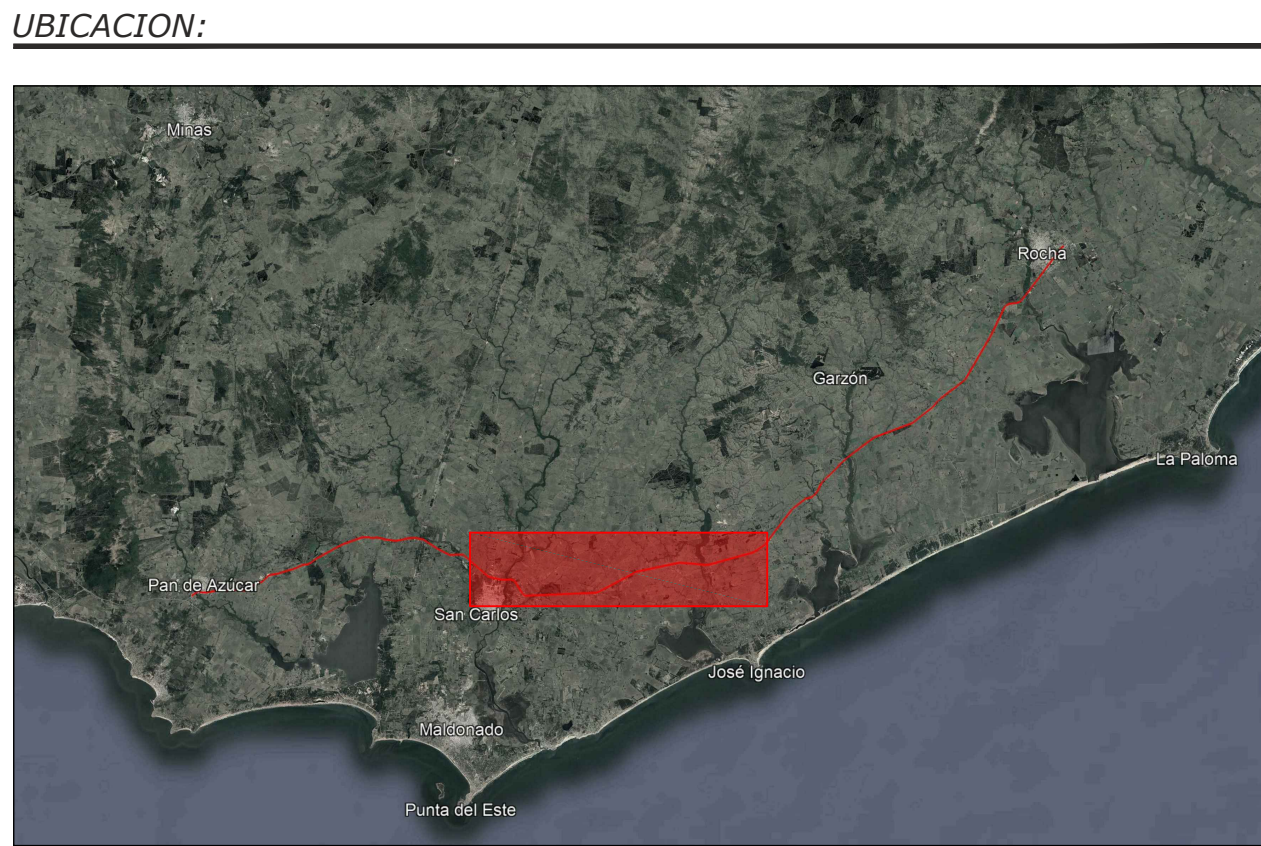 UBICACION:
Minas
Rocha
Garzón
La Paloma
Pan de Azúcar
San Carlos
José Ignacio
Maldonado
Punta del Este